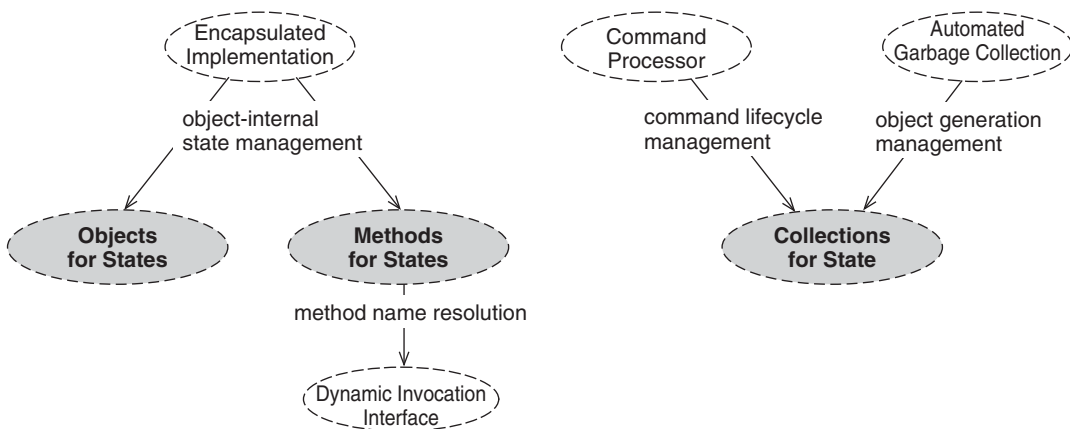 Encapsulated
Implementation
Command
Processor
Automated
Garbage Collection
object-internal
state management
command lifecycle
management
object generation
management
Objects
for States
Methods
for States
Collections
for State
method name resolution
Dynamic Invocation
Interface